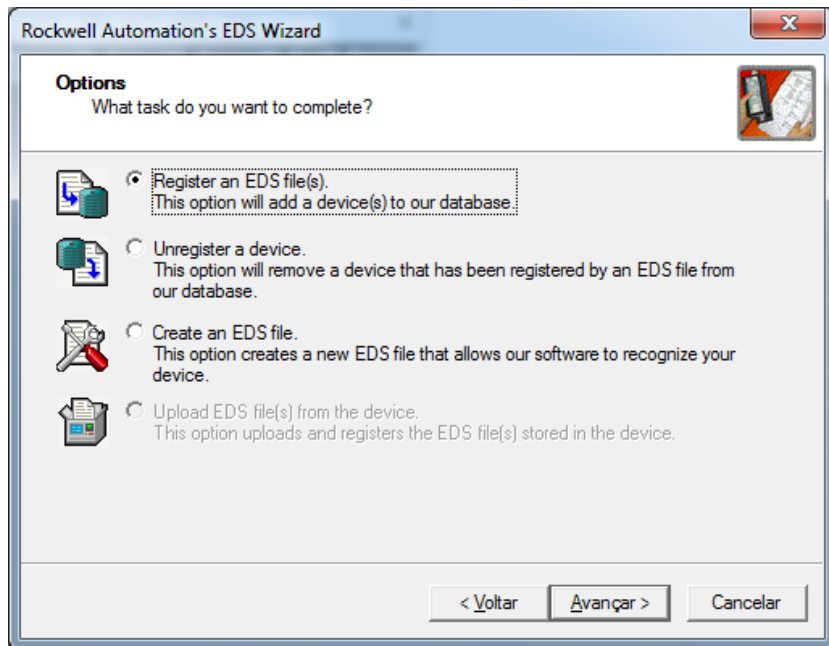 Rockwell Automation's EDS Wizard
Options
What task do you want to complete?
Register an EDS file(s).
This option will add a device(s) to our database.
Unregister a device.
This option will remove a device that has been registered by an EDS file from
our database.
Create an EDS file.
This option creates a new EDS file that allows our software to recognize your
device.
Upload EDS file(s) from the device.
This option uploads and registers the EDS file(s) stored in the device.
< Voltar
Avançar >
Cancelar